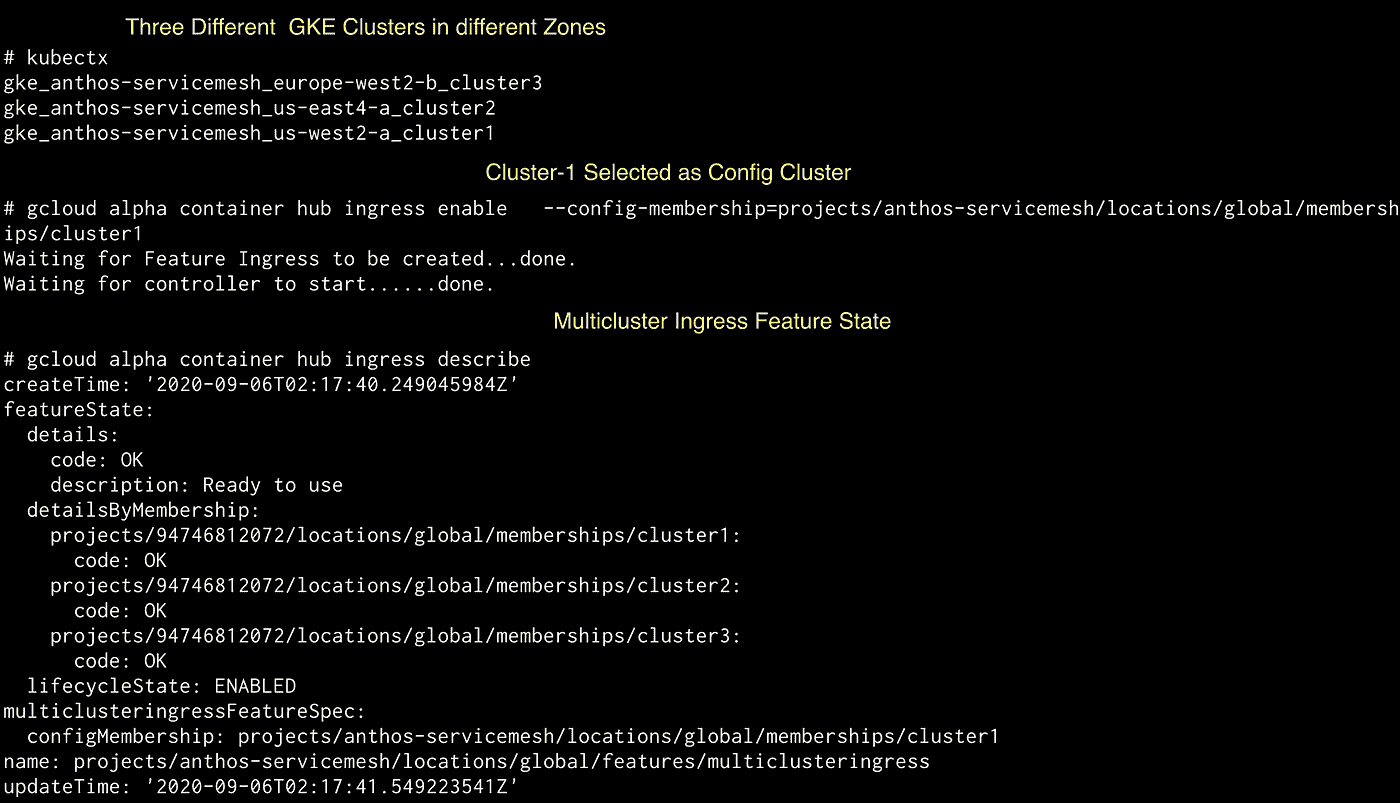 Three Different  GKE Clusters in different Zones
# kubectx
gke_anthos-servicemesh_europe-west2-b_cluster3
gke_anthos-servicemesh_us-east4-a_cluster2
gke_anthos-servicemesh_us-west2-a_cluster1
Cluster-1 Selected as Config Cluster
# gcloud alpha container hub ingress enable   --config-membership=projects/anthos-servicemesh/locations/global/membersh
ips/cluster1
Waiting for Feature Ingress to be created...done.
Waiting for controller to start......done.
Multicluster Ingress Feature State
# gcloud alpha container hub ingress describe
createTime: '2020-09-06T02:17:40.249045984Z'
featureState:
  details:
    code: OK
    description: Ready to use
  detailsByMembership:
    projects/94746812072/locations/global/memberships/cluster1:
      code: OK
    projects/94746812072/locations/global/memberships/cluster2:
      code: OK
    projects/94746812072/locations/global/memberships/cluster3:
      code: OK
  lifecycleState: ENABLED
multiclusteringressFeatureSpec:
  configMembership: projects/anthos-servicemesh/locations/global/memberships/cluster1
name: projects/anthos-servicemesh/locations/global/features/multiclusteringress
updateTime: '2020-09-06T02:17:41.549223541Z'